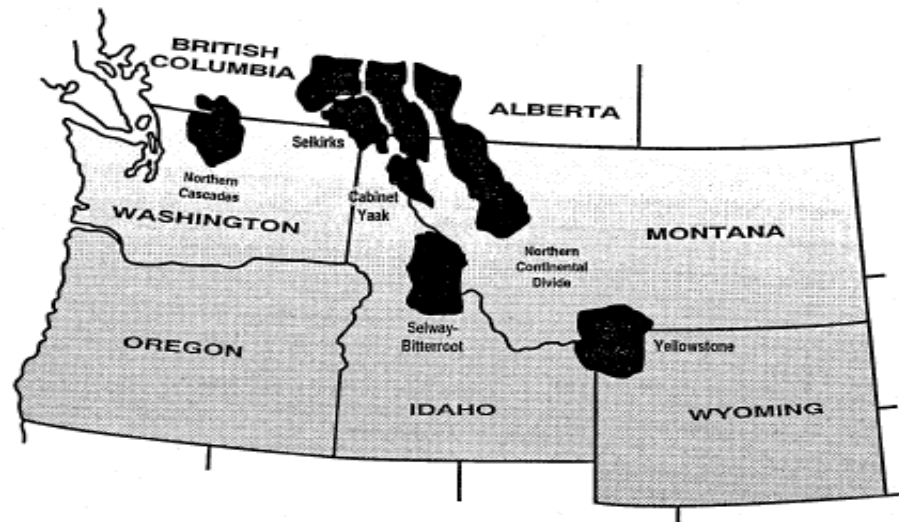 BRITISH
COLUMBIA
ALBERTA
Selkirks
Northern
Cascades
Cabinet
Yaak
WASHINGTON
MONTANA
Northern
Continental
Divide
Selway-
Bitterroot
OREGON
Yellowstone
IDAHO
WYOMING